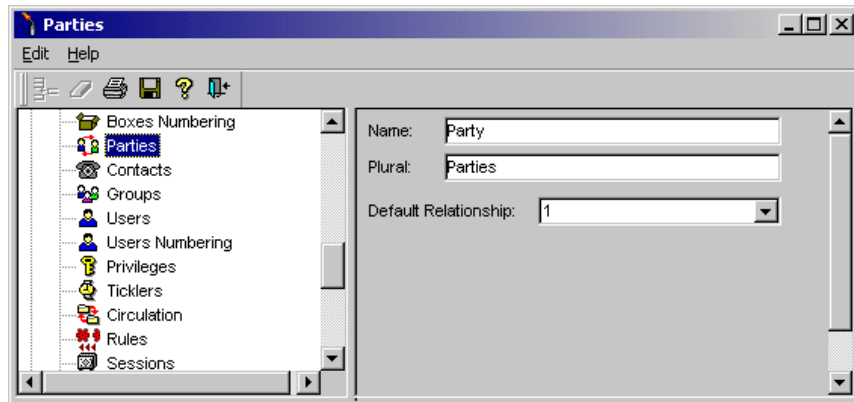 Parties
Edit Help
Boxes Numbering
Parties
Contacts
Groups
Users
Users Numbering
Privileges
Ticklers
Circulation
Rules
Sessions
Name: Party
Plural: Parties
Default Relationship: 1